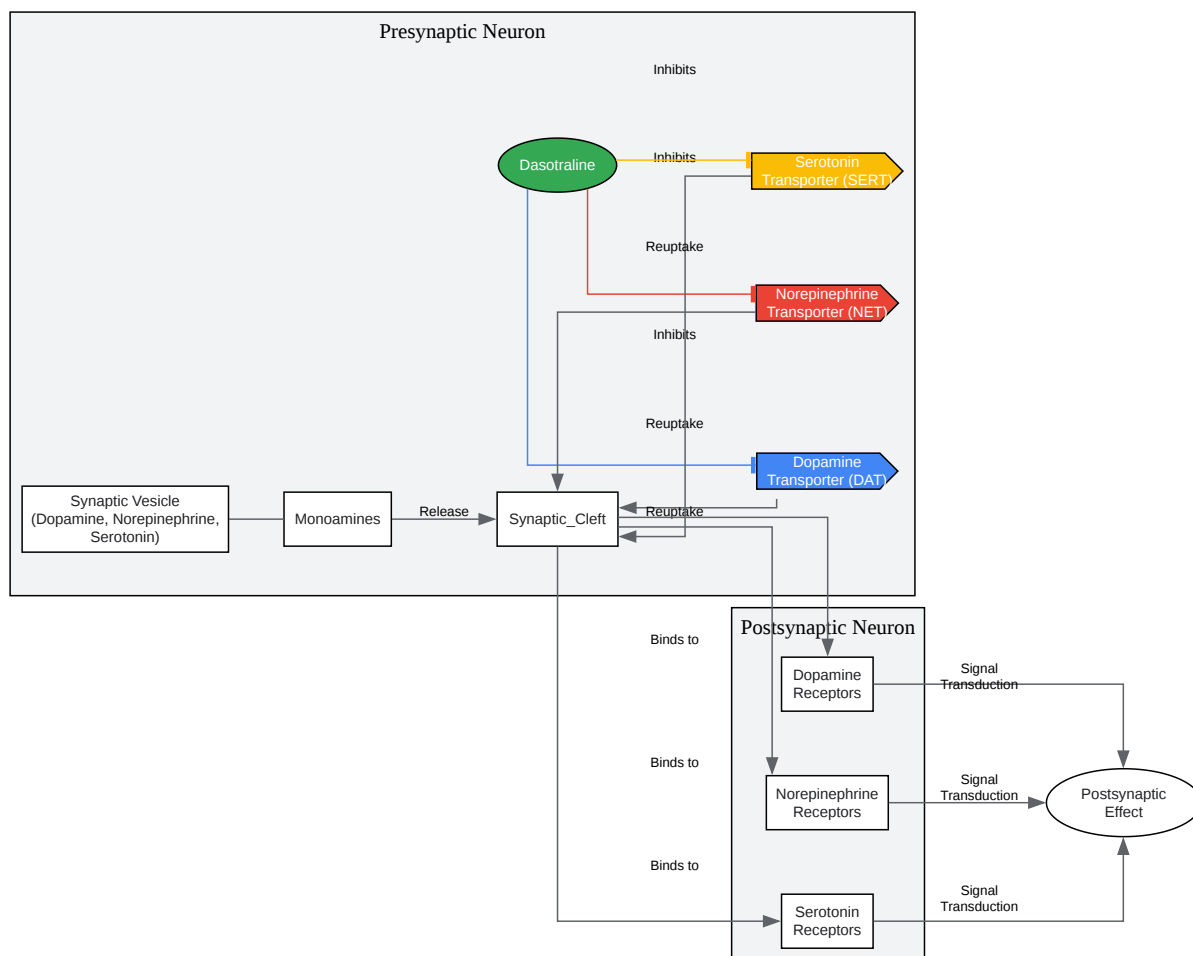 Presynaptic Neuron
Inhibits
Dasotraline
Inhibits
Serotonin
Transporter (SERT)
Reuptake
Norepinephrine
Transporter (NET)
Inhibits
Reuptake
Dopamine
Transporter (DAT)
Synaptic Vesicle
(Dopamine, Norepinephrine,
Serotonin)
Monoamines
Release
Synaptic_Cleft
Reuptake
Postsynaptic Neuron
Binds to
Dopamine
Receptors
Signal
Transduction
Binds to
Norepinephrine
Receptors
Signal
Transduction
Postsynaptic
Effect
Binds to
Serotonin
Receptors
Signal
Transduction